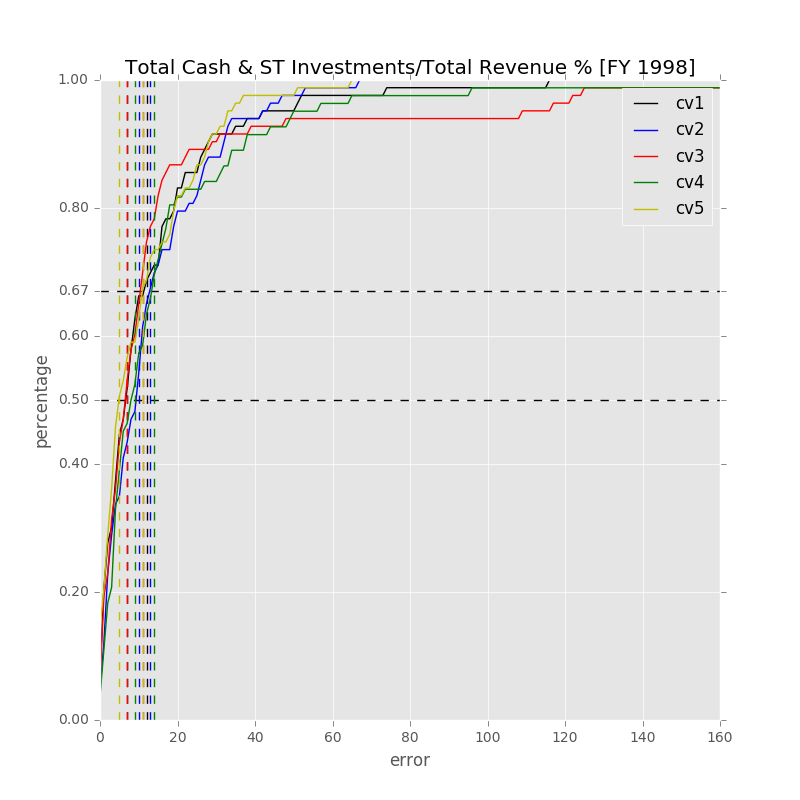 Total Cash & ST Investments/Total Revenue % [FY 1998]
1.00
cv1
cv2
cv3
cv4
cv5
0.80
0.67
0.60
percentage
0.50
0.40
0.20
0.00
0 20 40 60 80 100 120 140 160
error